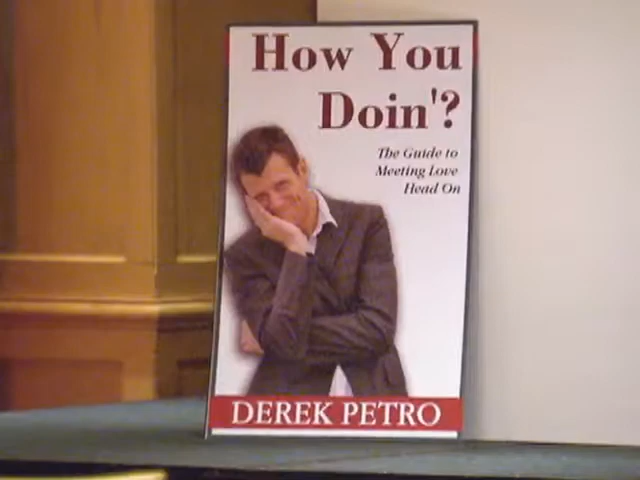 How You
Doin'?
The Guide to
Meeting Love
Head On
DEREK PETRO